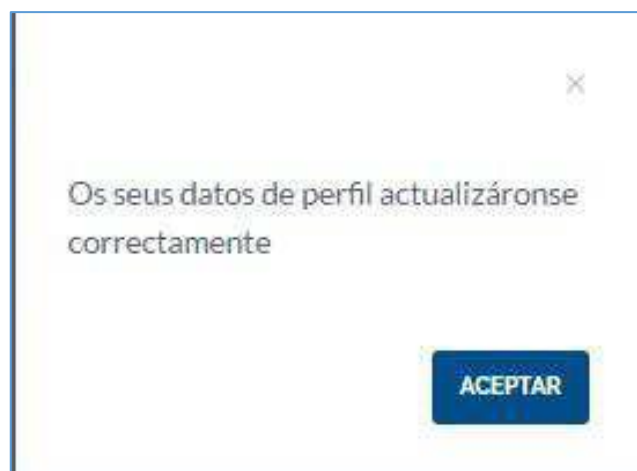 Os seus datos de perfil actualizáronse
correctamente
ACEPTAR